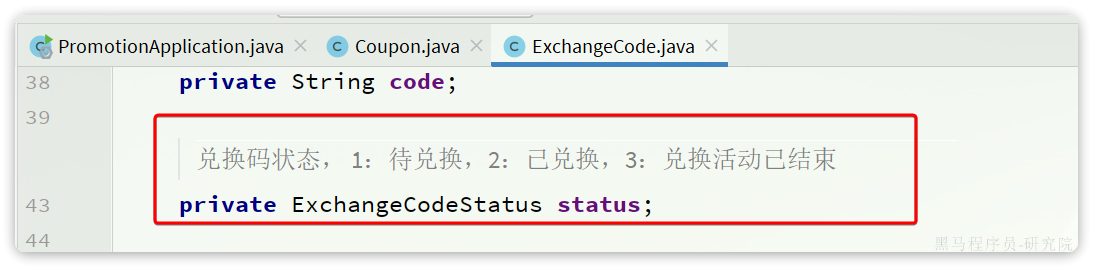 PromotionApplication.java Coupon.java ExchangeCode.java
38 private String code;
39
兑换码状态，1：待兑换，2：已兑换，3：兑换活动已结束
43 private ExchangeCodeStatus status;
44
黑马程序员-研究院